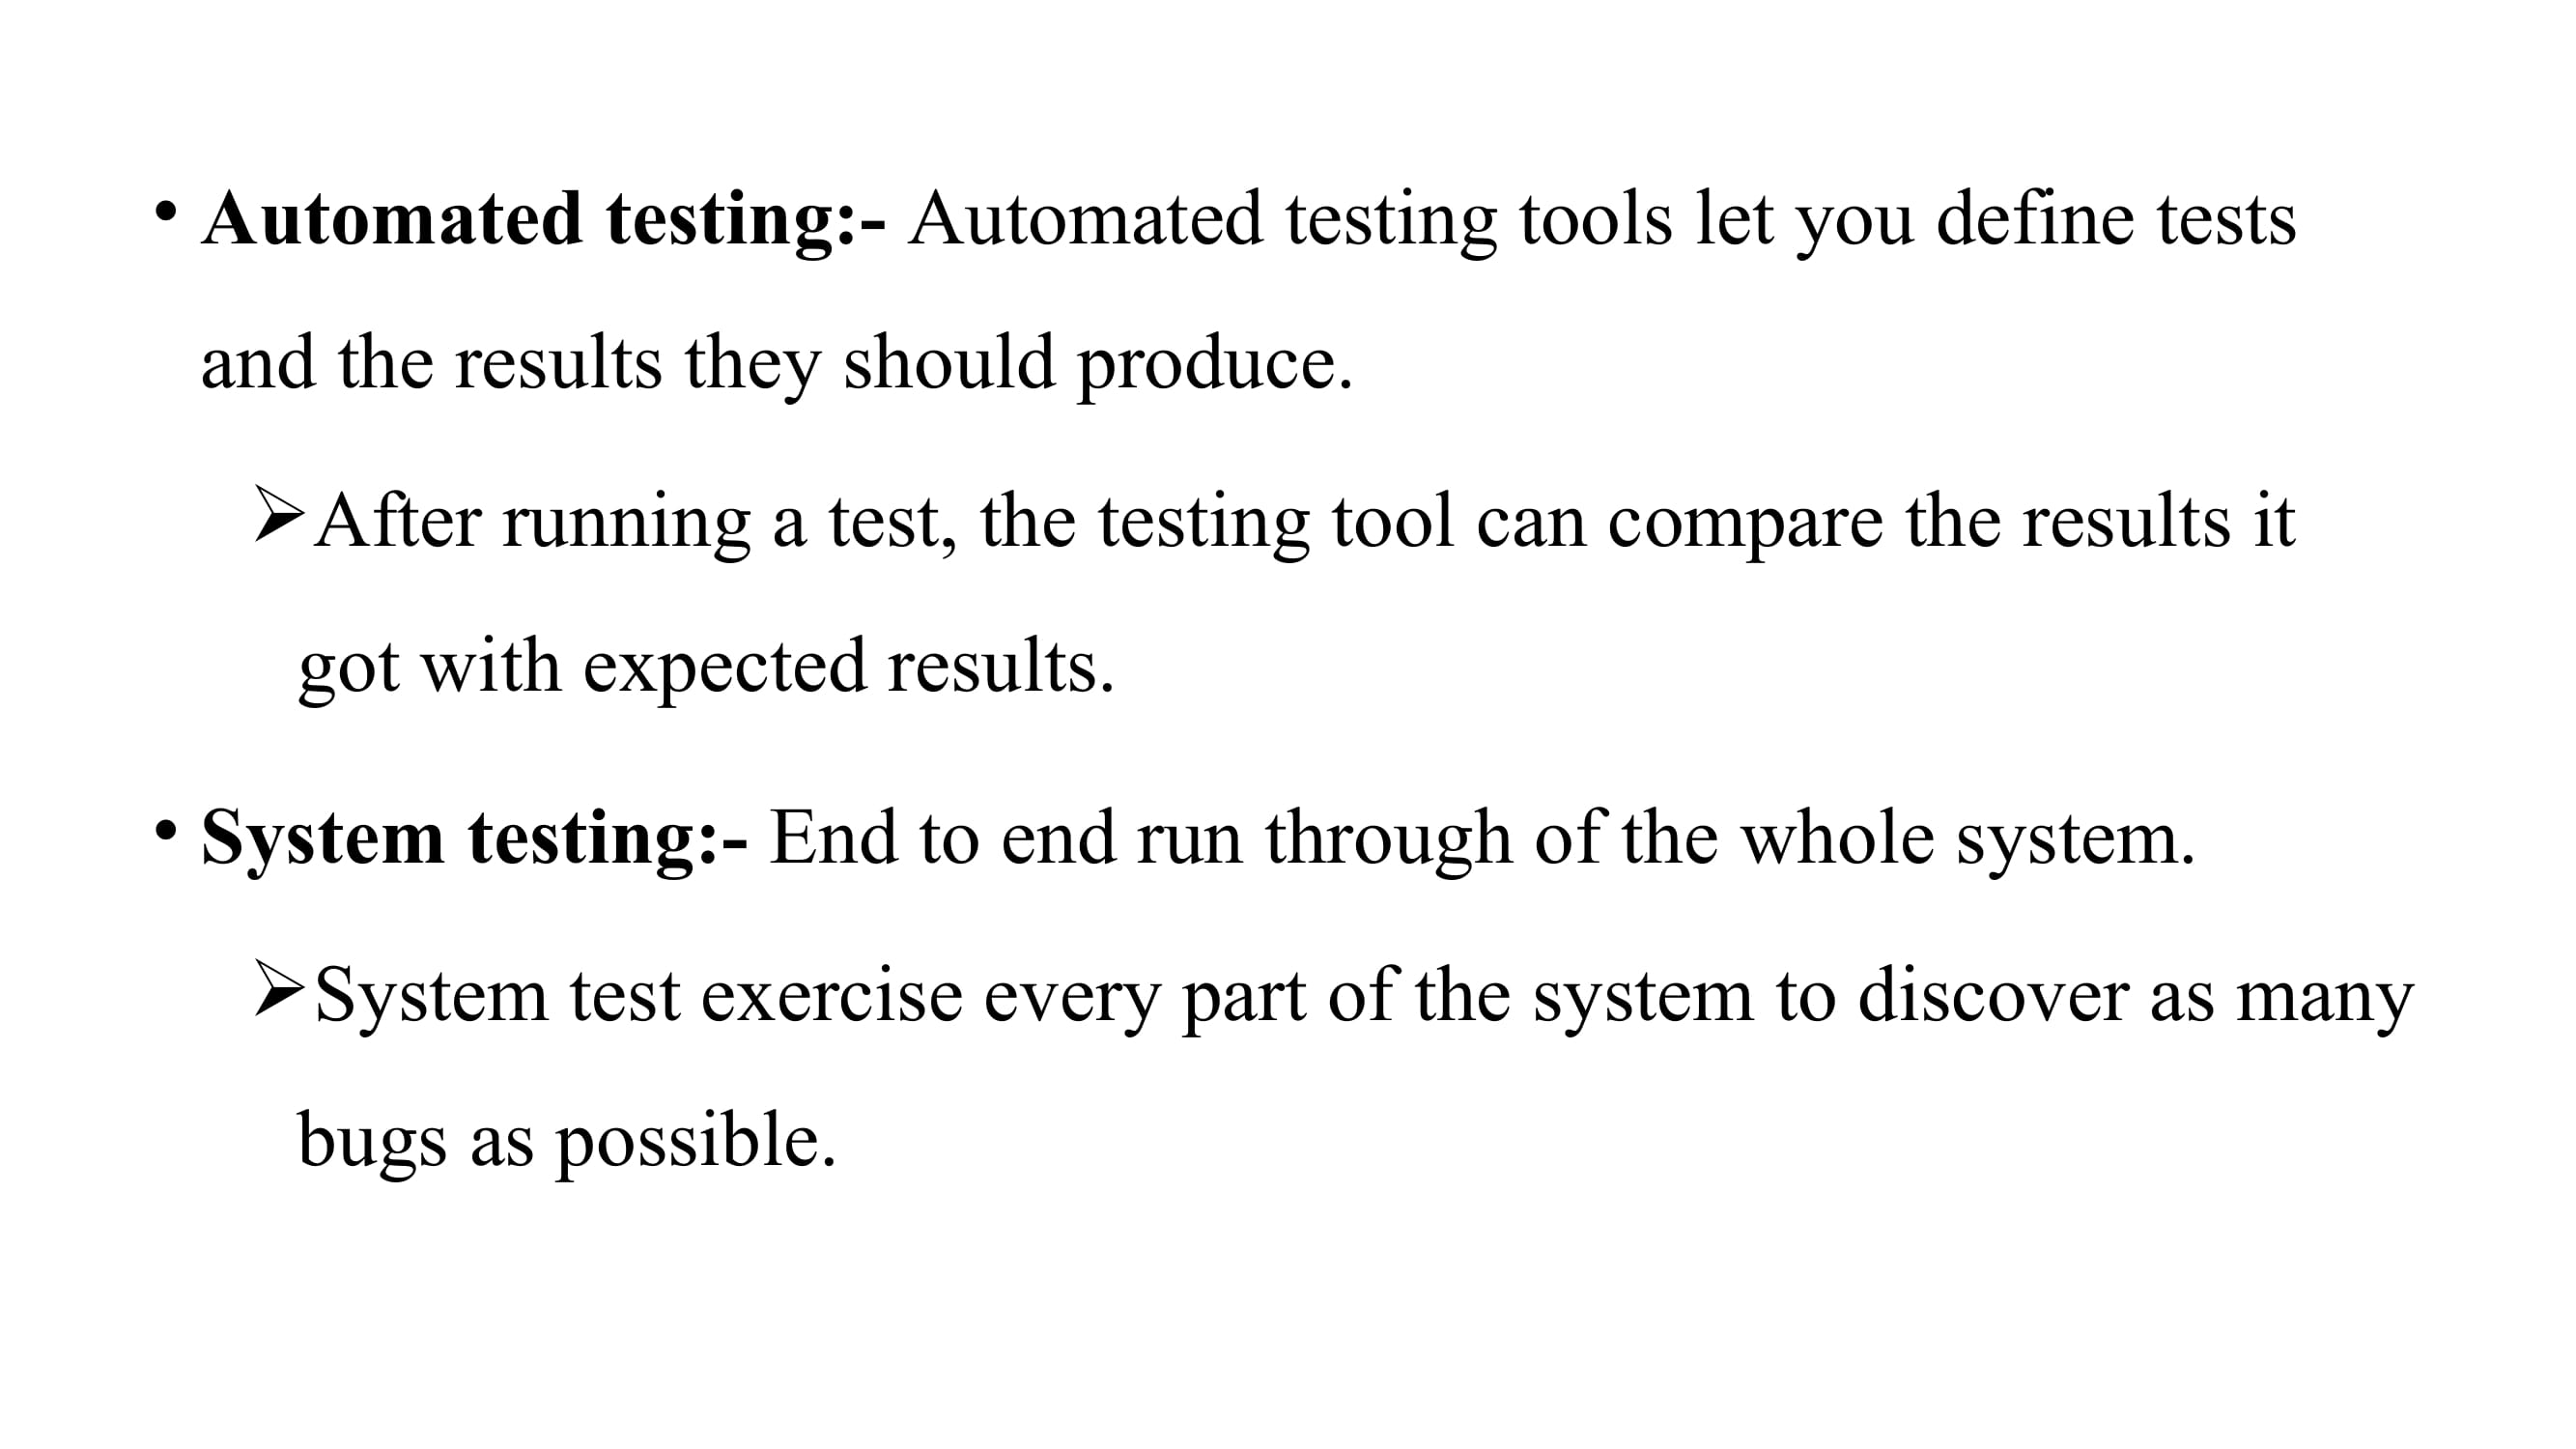 • Automated testing:- Automated testing tools let you define tests
and the results they should produce.
➢After running a test, the testing tool can compare the results it
got with expected results.
• System testing:- End to end run through of the whole system.
➢System test exercise every part of the system to discover as many
bugs as possible.